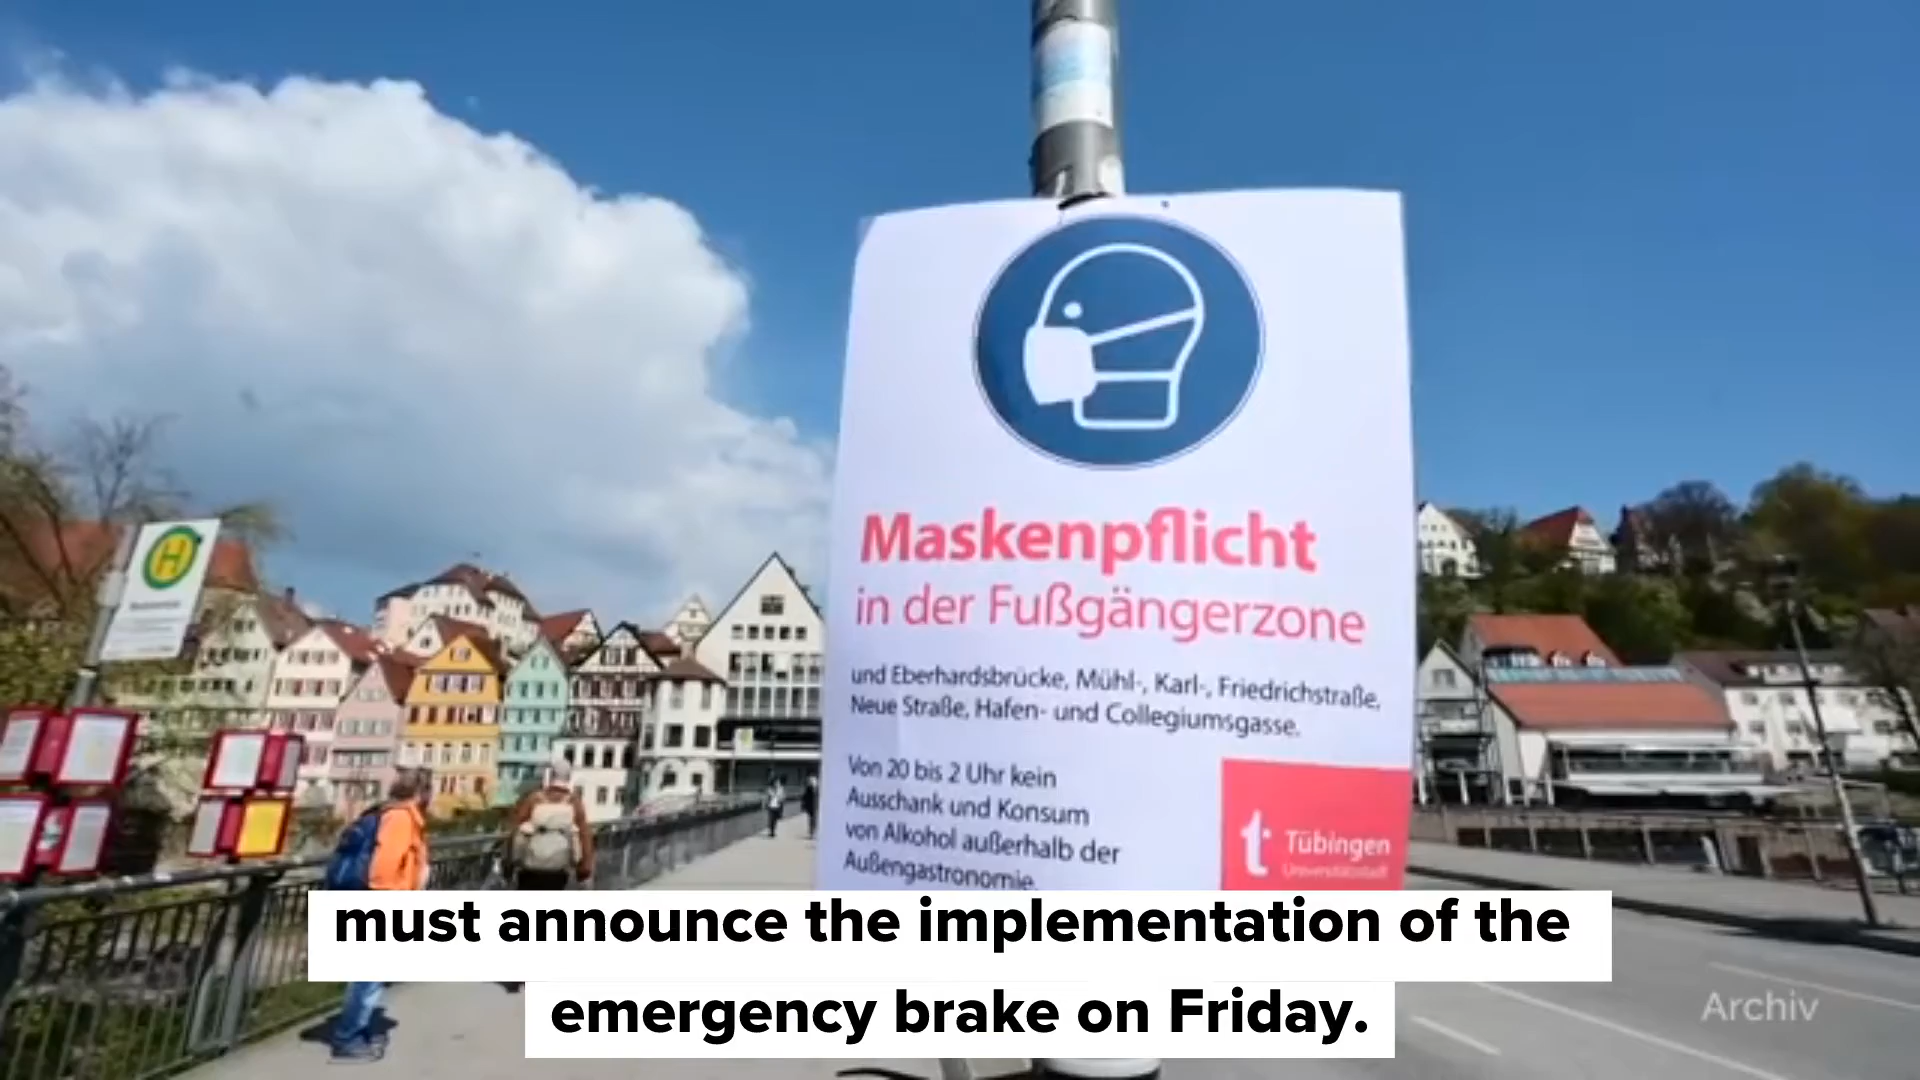 Maskenpflicht
in der Fußgängerzone
und Eberhardsbrücke, Mühl-, Karl-, Friedrichstraße,
Neue Straße, Hafen- und Collegiumsgasse.
Von 20 bis 2 Uhr kein
Ausschank und Konsum
von Alkohol außerhalb der
Außengastronomie.
Tübingen
Universitätsstadt
H
must announce the implementation of the
emergency brake on Friday.
Archiv